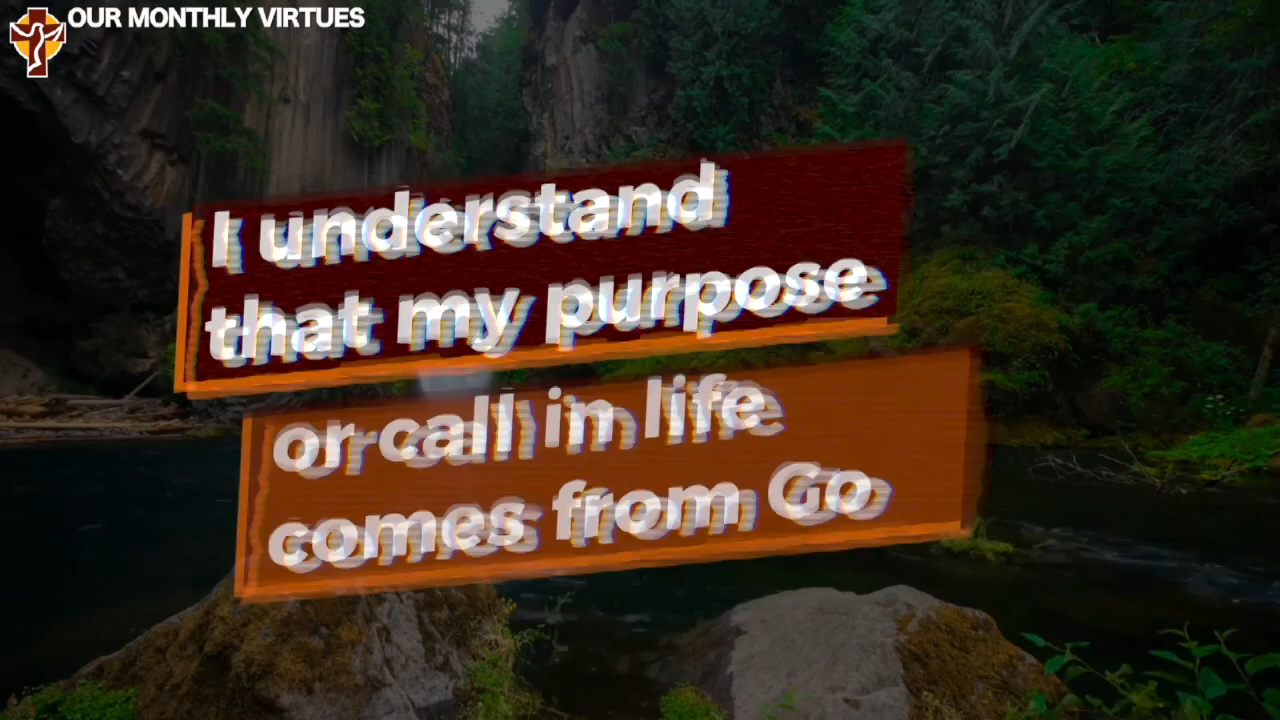 OUR MONTHLY VIRTUES
I understand
that my purpose
or call in life
comes from Go